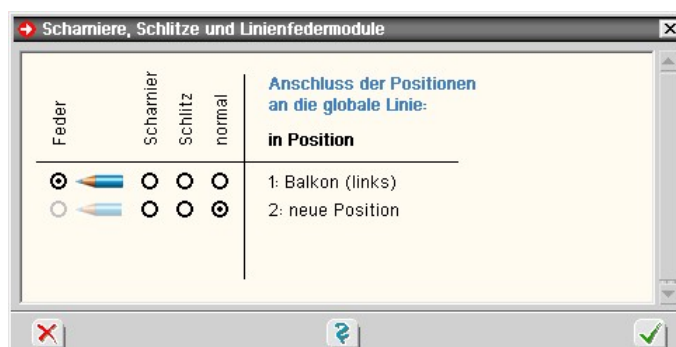 Scharniere, Schlitze und Linienfedermodule
Feder
Scharnier
Schlitz
normal
Anschluss der Positionen
an die globale Linie:
in Position
1: Balkon (links)
2: neue Position